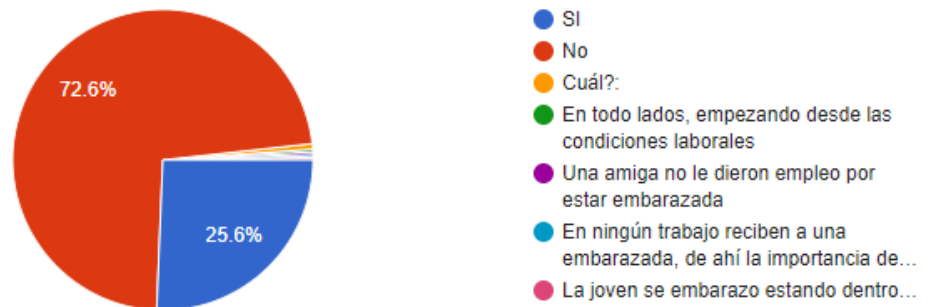 72.6%
25.6%
SI
No
Cuál?:
En todo lados, empezando desde las
condiciones laborales
Una amiga no le dieron empleo por
estar embarazada
En ningún trabajo reciben a una
embarazada, de ahí la importancia de…
La joven se embarazo estando dentro…